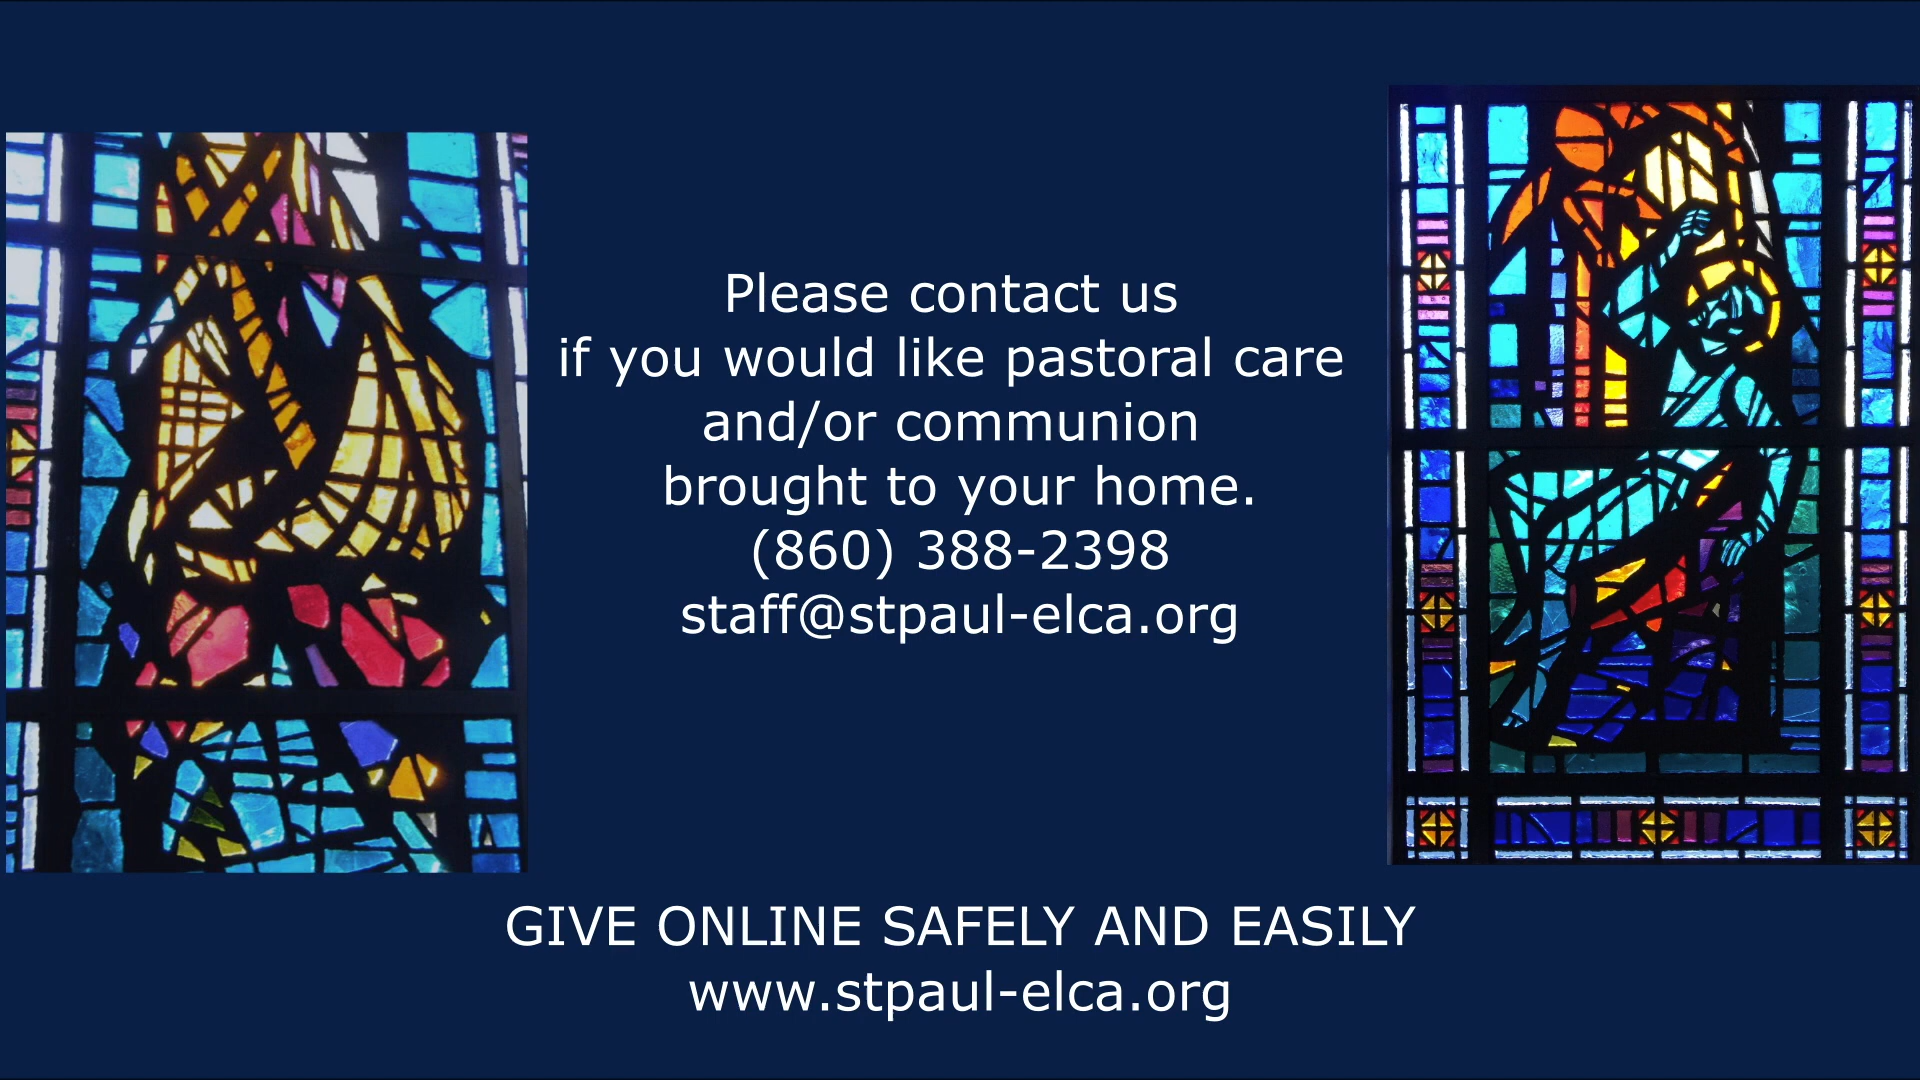 Please contact us
if you would like pastoral care
and/or communion
brought to your home.
(860) 388-2398
staff@stpaul-elca.org
GIVE ONLINE SAFELY AND EASILY
www.stpaul-elca.org